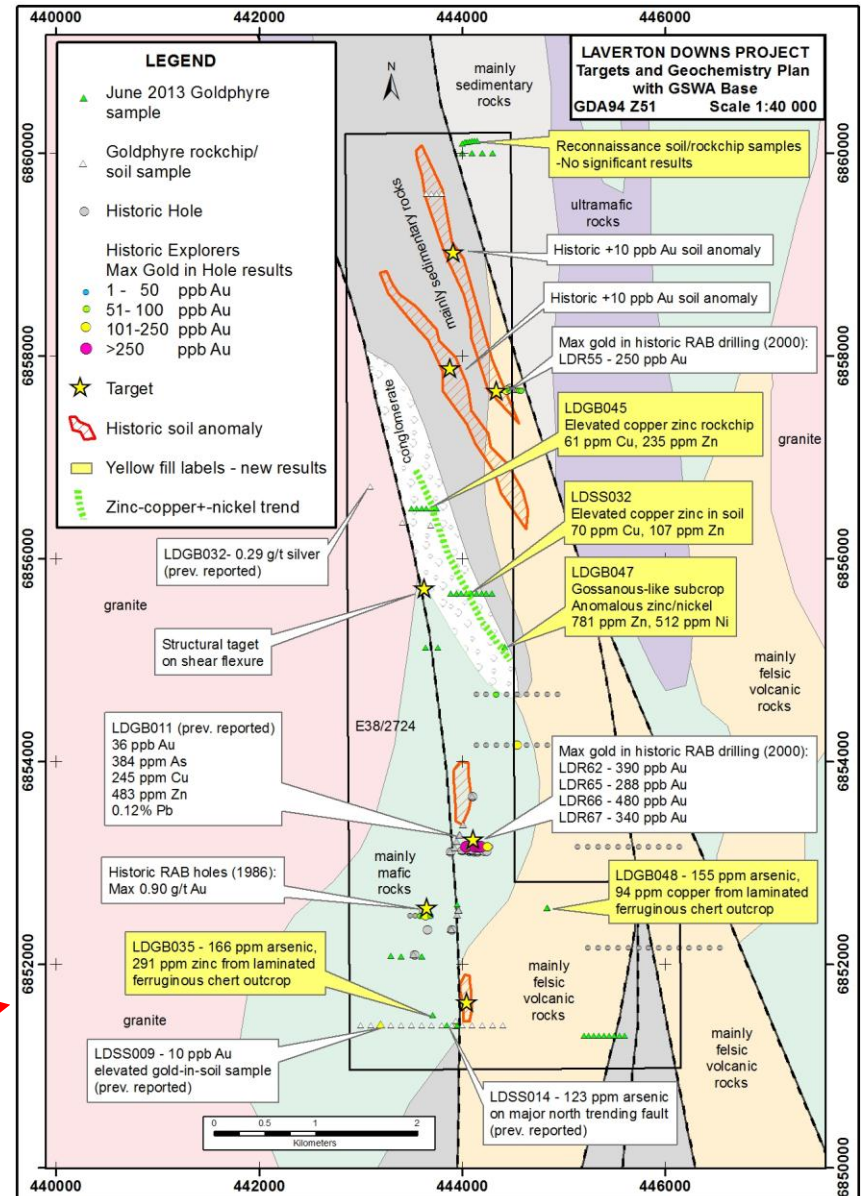 440000
442000
444000
446000
LEGEND
June 2013 Goldphyre
sample
Goldphyre rockchip/
soil sample
Historic Hole
Historic Explorers
Max Gold in Hole results
1 - 50 ppb Au
51- 100 ppb Au
101-250 ppb Au
>250 ppb Au
Target
Historic soil anomaly
Yellow fill labels - new results
Zinc-copper+-nickel trend
N
mainly
sedimentary
rocks
LAVERTON DOWNS PROJECT
Targets and Geochemistry Plan
with GSWA Base
GDA94 Z51 Scale 1:40 000
6860000
6860000
Reconnaissance soil/rockchip samples
-No significant results
ultramafic
rocks
mainly sedimentary rocks
Historic +10 ppb Au soil anomaly
Historic +10 ppb Au soil anomaly
6858000
6858000
Max gold in historic RAB drilling (2000):
LDR55 - 250 ppb Au
conglomerate
LDGB045
Elevated copper zinc rockchip
61 ppm Cu, 235 ppm Zn
granite
LDSS032
Elevated copper zinc in soil
70 ppm Cu, 107 ppm Zn
LDGB032- 0.29 g/t silver
(prev. reported)
6856000
6856000
LDGB047
Gossanous-like subcrop
Anomalous zinc/nickel
781 ppm Zn, 512 ppm Ni
granite
Structural taget
on shear flexure
mainly
felsic
volcanic
rocks
LDGB011 (prev. reported)
36 ppb Au
384 ppm As
245 ppm Cu
483 ppm Zn
0.12% Pb
E38/2724
6854000
6854000
Max gold in historic RAB drilling (2000):
LDR62 - 390 ppb Au
LDR65 - 288 ppb Au
LDR66 - 480 ppb Au
LDR67 - 340 ppb Au
mainly
mafic
rocks
Historic RAB holes (1986):
Max 0.90 g/t Au
LDGB048 - 155 ppm arsenic,
94 ppm copper from laminated
ferruginous chert outcrop
LDGB035 - 166 ppm arsenic,
291 ppm zinc from laminated
ferruginous chert outcrop
6852000
6852000
mainly
felsic
volcanic
rocks
granite
mainly
felsic
volcanic
rocks
LDSS009 - 10 ppb Au
elevated gold-in-soil sample
(prev. reported)
LDSS014 - 123 ppm arsenic
on major north trending fault
(prev. reported)
0 0.5 1 2
Kilometers
6850000
6850000
440000
442000
444000
446000